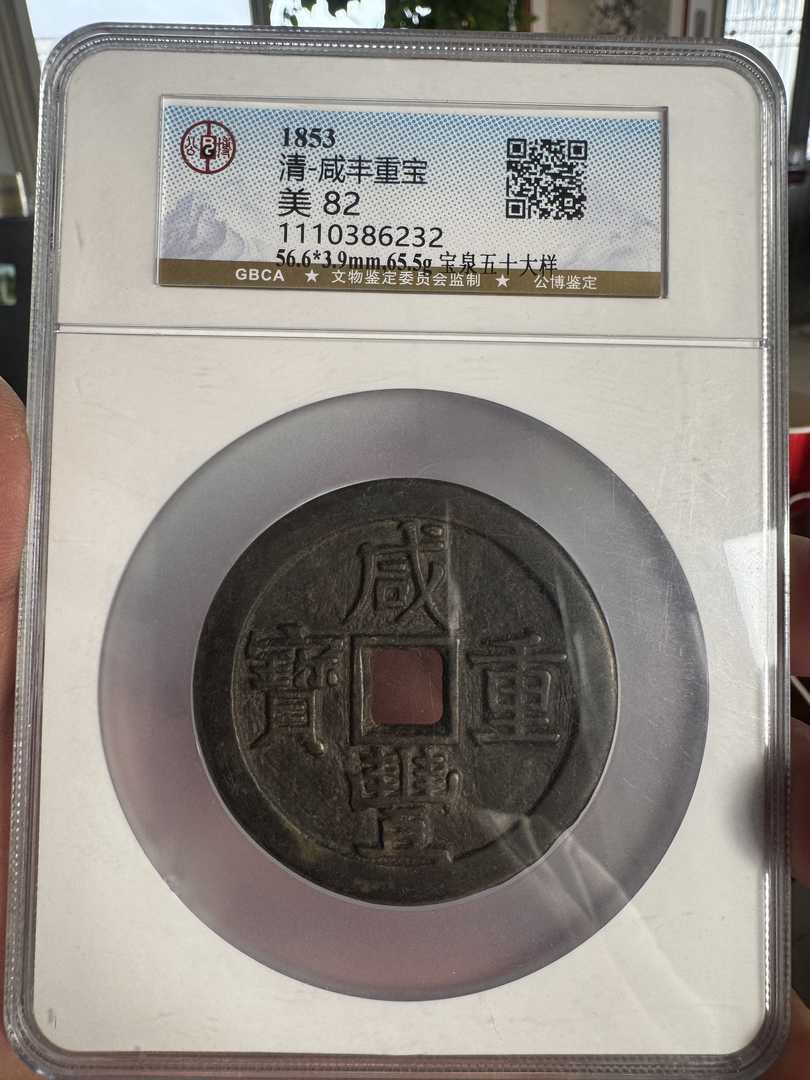 公 博
1853
清-咸丰重宝
美 82
1110386232
56.6*3.9mm,65.5g 宝泉五十大样
GBCA ★ 文物鉴定委员会监制 ★ 公博鉴定
咸
寶 重
豐